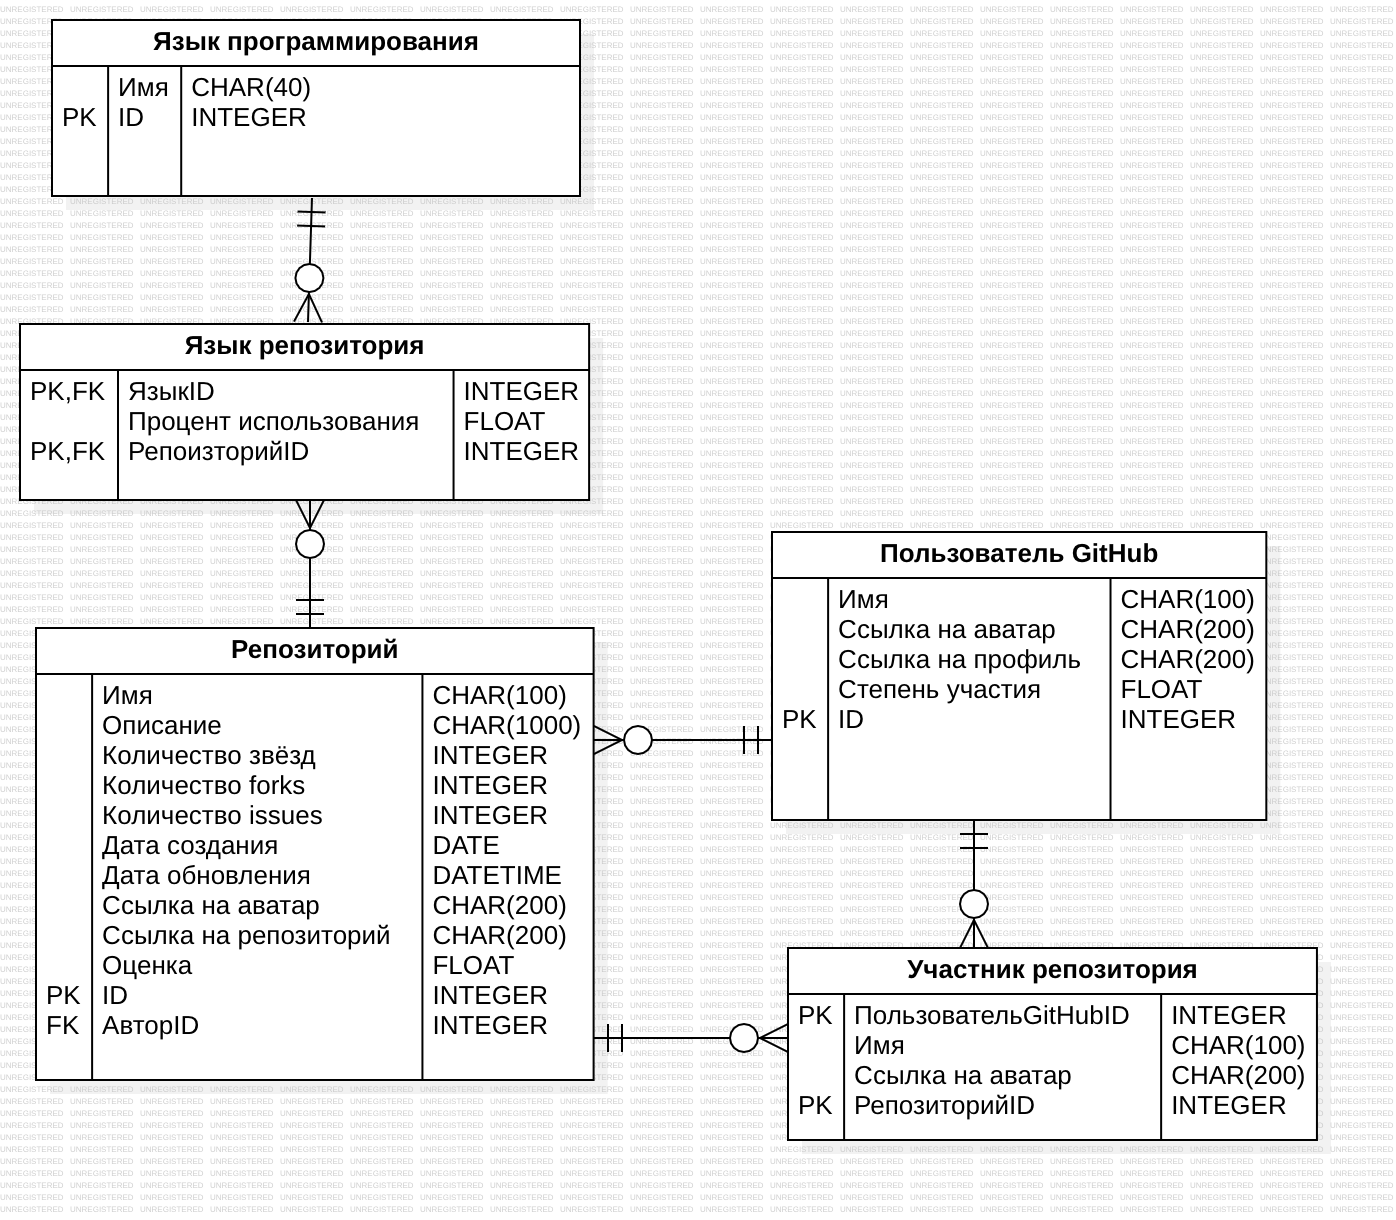 Язык программирования
Имя CHAR(40)
PK ID INTEGER
Язык репозитория
PK,FK ЯзыкID INTEGER
Процент использования FLOAT
PK,FK РепоизторийID INTEGER
Пользователь GitHub
Имя CHAR(100)
Ссылка на аватар CHAR(200)
Ссылка на профиль CHAR(200)
Степень участия FLOAT
PK ID INTEGER
Репозиторий
Имя CHAR(100)
Описание CHAR(1000)
Количество звёзд INTEGER
Количество forks INTEGER
Количество issues INTEGER
Дата создания DATE
Дата обновления DATETIME
Ссылка на аватар CHAR(200)
Ссылка на репозиторий CHAR(200)
Оценка FLOAT
PK ID INTEGER
FK АвторID INTEGER
Участник репозитория
PK ПользовательGitHubID INTEGER
Имя CHAR(100)
Ссылка на аватар CHAR(200)
PK РепозиторийID INTEGER
UNREGISTERED